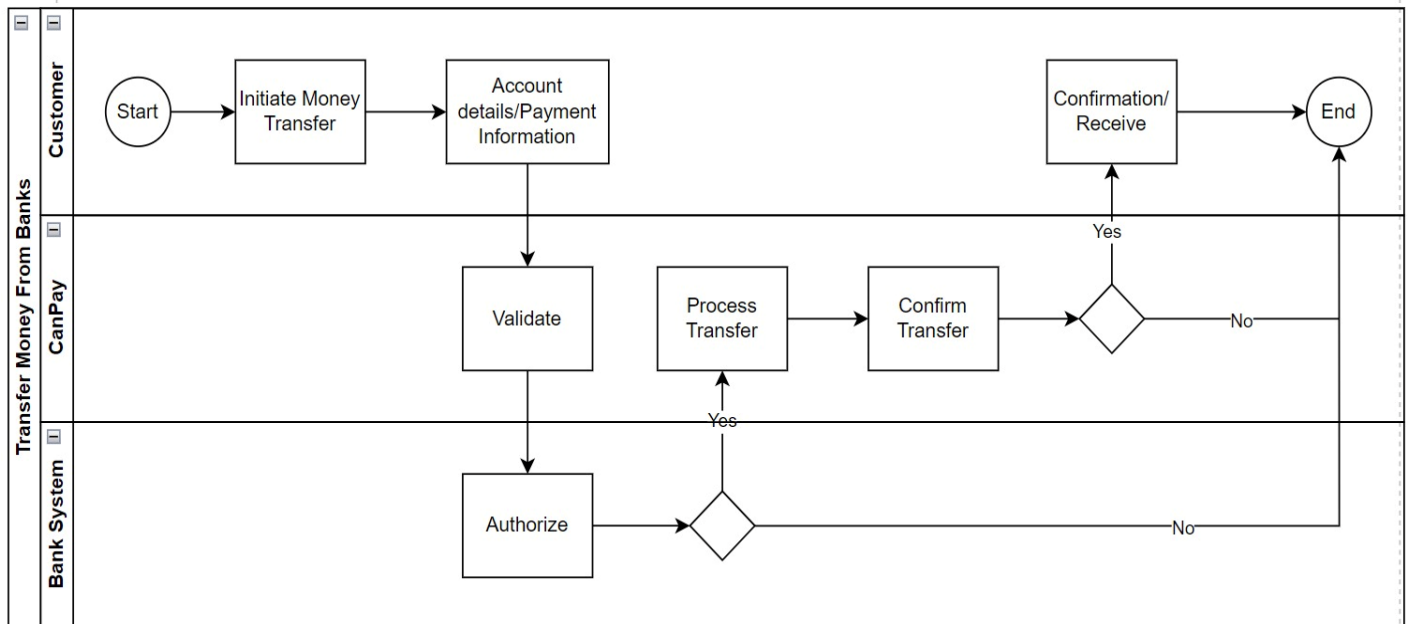 Transfer Money From Banks
Customer
Start
Initiate Money
Transfer
Account
details/Payment
Information
Confirmation/
Receive
End
Yes
CanPay
Validate
Process
Transfer
Confirm
Transfer
No
Yes
Bank System
Authorize
No